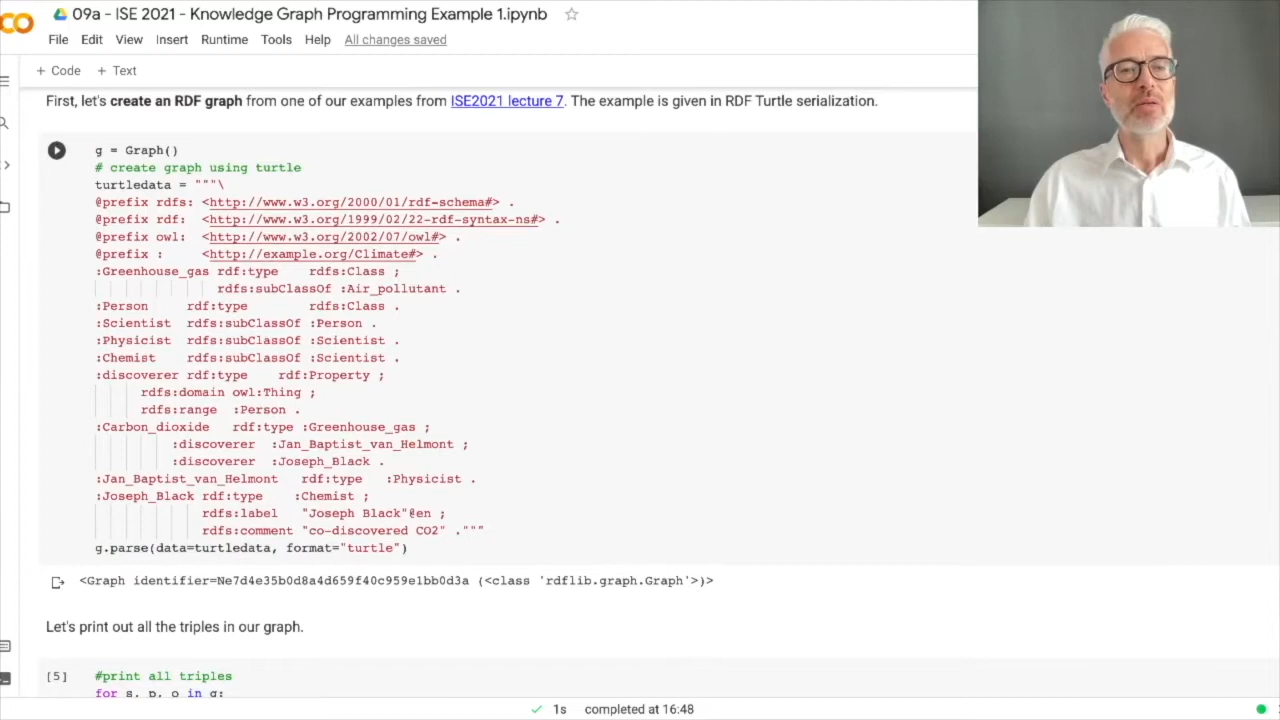 CO
09a - ISE 2021 - Knowledge Graph Programming Example 1.ipynb
File Edit View Insert Runtime Tools Help All changes saved
+ Code + Text
First, let's create an RDF graph from one of our examples from ISE2021 lecture 7. The example is given in RDF Turtle serialization.
g = Graph()
# create graph using turtle
turtledata = """\
@prefix rdfs: <http://www.w3.org/2000/01/rdf-schema#> .
@prefix rdf: <http://www.w3.org/1999/02/22-rdf-syntax-ns#> .
@prefix owl: <http://www.w3.org/2002/07/owl#> .
@prefix : <http://example.org/Climate#> .
:Greenhouse_gas rdf:type rdfs:Class ;
rdfs:subClassOf :Air_pollutant .
:Person rdf:type rdfs:Class .
:Scientist rdfs:subClassOf :Person .
:Physicist rdfs:subClassOf :Scientist .
:Chemist rdfs:subClassOf :Scientist .
:discoverer rdf:type rdf:Property ;
rdfs:domain owl:Thing ;
rdfs:range :Person .
:Carbon_dioxide rdf:type :Greenhouse_gas ;
:discoverer :Jan_Baptist_van_Helmont ;
:discoverer :Joseph_Black .
:Jan_Baptist_van_Helmont rdf:type :Physicist .
:Joseph_Black rdf:type :Chemist ;
rdfs:label "Joseph Black"@en ;
rdfs:comment "co-discovered CO2" ."""
g.parse(data=turtledata, format="turtle")
<Graph identifier=Ne7d4e35b0d8a4d659f40c959e1bb0d3a (<class 'rdflib.graph.Graph'>)>
Let's print out all the triples in our graph.
[5] #print all triples
for s, p, o in g:
1s completed at 16:48